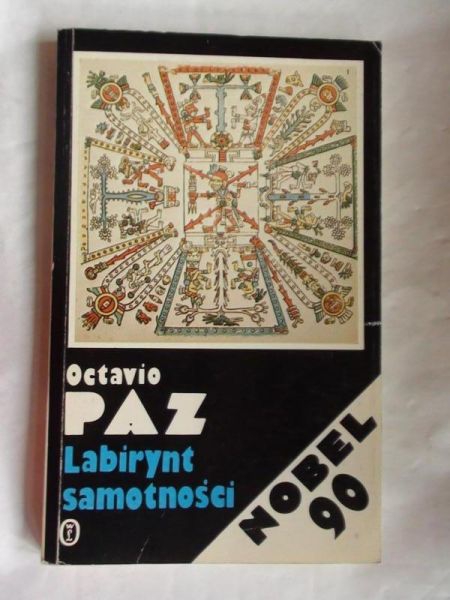 Octavio
PAZ
Labirynt
samotności
NOBEL
90